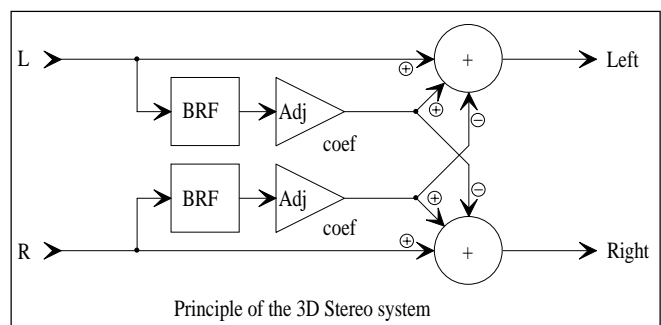 L
+
Left
⊕
BRF
Adj
⊕
⊖
coef
BRF
Adj
⊕
⊖
coef
R
⊕
+
Right
Principle of the 3D Stereo system